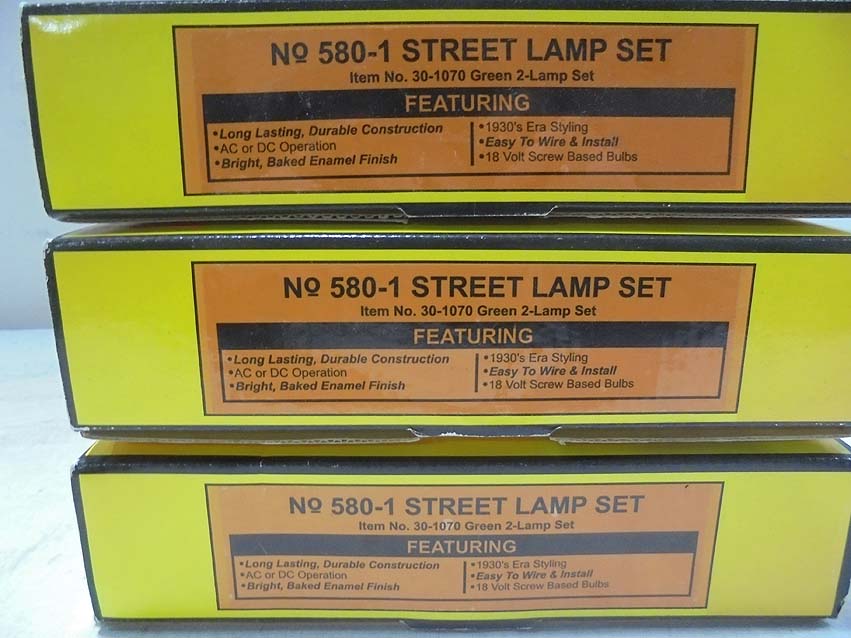 Nº 580-1 STREET LAMP SET
Item No. 30-1070 Green 2-Lamp Set
FEATURING
•Long Lasting, Durable Construction
•AC or DC Operation
•Bright, Baked Enamel Finish
•1930's Era Styling
•Easy To Wire & Install
•18 Volt Screw Based Bulbs
Nº 580-1 STREET LAMP SET
Item No. 30-1070 Green 2-Lamp Set
FEATURING
•Long Lasting, Durable Construction
•AC or DC Operation
•Bright, Baked Enamel Finish
•1930's Era Styling
•Easy To Wire & Install
•18 Volt Screw Based Bulbs
Nº 580-1 STREET LAMP SET
Item No. 30-1070 Green 2-Lamp Set
FEATURING
•Long Lasting, Durable Construction
•AC or DC Operation
•Bright, Baked Enamel Finish
•1930's Era Styling
•Easy To Wire & Install
•18 Volt Screw Based Bulbs